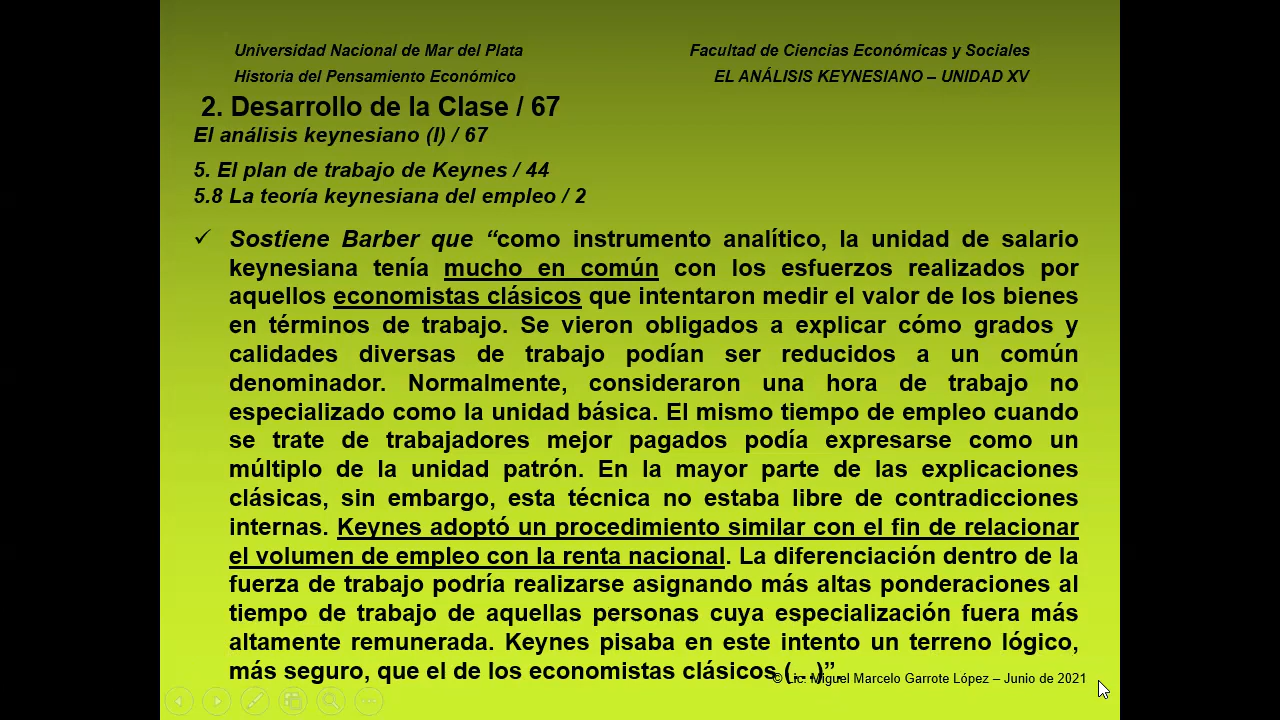 Universidad Nacional de Mar del Plata
Facultad de Ciencias Económicas y Sociales
Historia del Pensamiento Económico
EL ANÁLISIS KEYNESIANO – UNIDAD XV
2. Desarrollo de la Clase / 67
El análisis keynesiano (I) / 67
5. El plan de trabajo de Keynes / 44
5.8 La teoría keynesiana del empleo / 2
✓ Sostiene Barber que “como instrumento analítico, la unidad de salario
keynesiana tenía mucho en común con los esfuerzos realizados por
aquellos economistas clásicos que intentaron medir el valor de los bienes
en términos de trabajo. Se vieron obligados a explicar cómo grados y
calidades diversas de trabajo podían ser reducidos a un común
denominador. Normalmente, consideraron una hora de trabajo no
especializado como la unidad básica. El mismo tiempo de empleo cuando
se trate de trabajadores mejor pagados podía expresarse como un
múltiplo de la unidad patrón. En la mayor parte de las explicaciones
clásicas, sin embargo, esta técnica no estaba libre de contradicciones
internas. Keynes adoptó un procedimiento similar con el fin de relacionar
el volumen de empleo con la renta nacional. La diferenciación dentro de la
fuerza de trabajo podría realizarse asignando más altas ponderaciones al
tiempo de trabajo de aquellas personas cuya especialización fuera más
altamente remunerada. Keynes pisaba en este intento un terreno lógico,
más seguro, que el de los economistas clásicos (...)”.
© Lic. Miguel Marcelo Garrote López – Junio de 2021